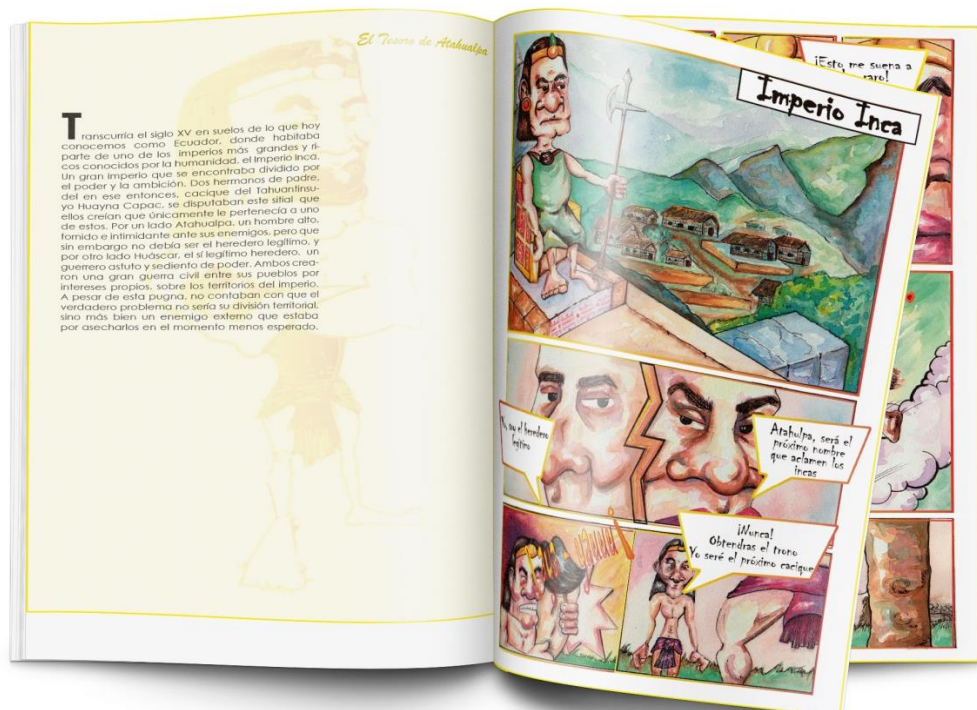 El Tesoro de Atahualpa
Transcurría el siglo XV en suelos de lo que hoy
conocemos como Ecuador, donde habitaba
parte de uno de los imperios más grandes y ri-
cos conocidos por la humanidad, el Imperio Inca.
Un gran imperio que se encontraba dividido por
el poder y la ambición. Dos hermanos de padre,
del en ese entonces, cacique del Tahuantinsu-
yo Huayna Capac, se disputaban este sitial que
ellos creían que únicamente le pertenecía a uno
de estos. Por un lado Atahualpa, un hombre alto,
fornido e intimidante ante sus enemigos, pero que
sin embargo no debía ser el heredero legítimo, y
por otro lado Huáscar, el sí legítimo heredero, un
guerrero astuto y sediento de poder. Ambos crea-
ron una gran guerra civil entre sus pueblos por
intereses propios, sobre los territorios del imperio.
A pesar de esta pugna, no contaban con que el
verdadero problema no sería su división territorial,
sino más bien un enemigo externo que estaba
por asecharlos en el momento menos esperado.
Imperio Inca
soy el heredero
legitimo
Atahulpa, será el
próximo nombre
que aclamen los
incas
¡Nunca!
Obtendras el trono
Yo seré el próximo cacique
¡Esto me suena a
raro!